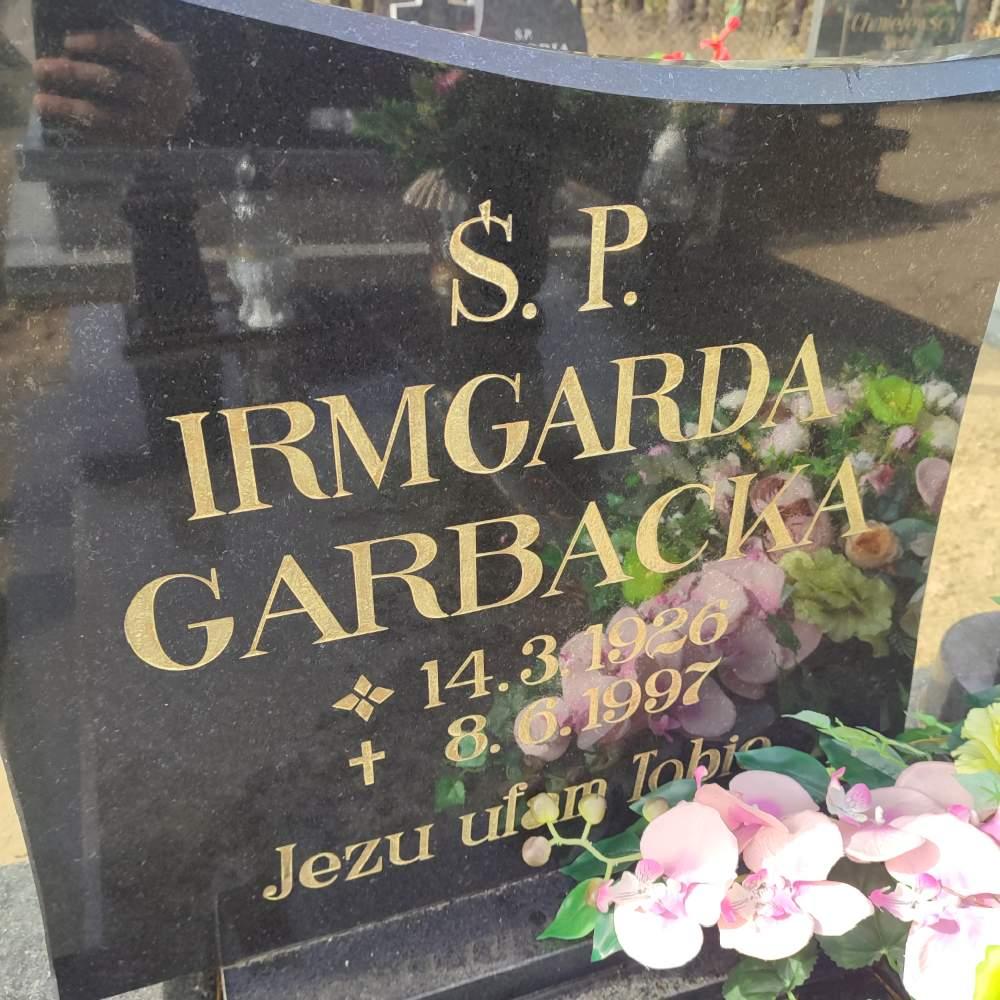 Ś. P.
IRMGARDA
GARBACKA
14. 3. 1926
8. 6. 1997
Jezu ufam Tobie
Ś.P.